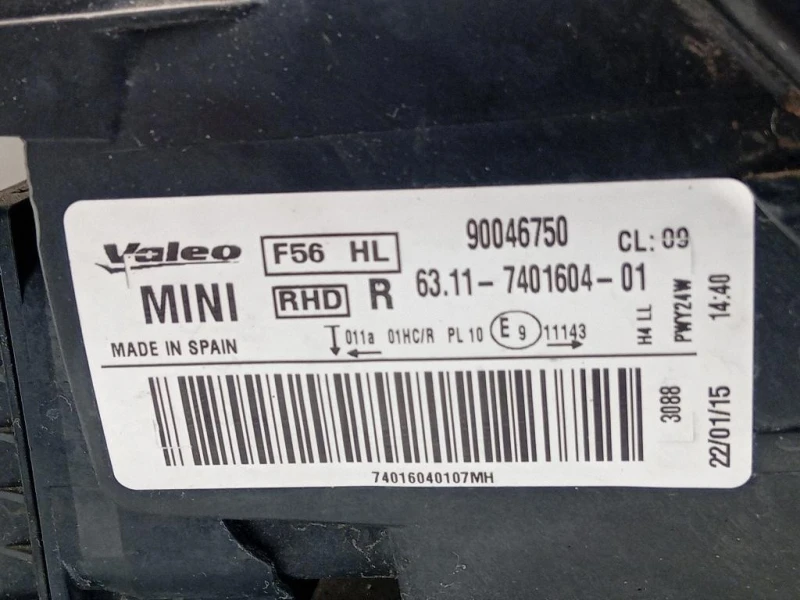 Valeo F56 HL 90046750 CL: 09
MINI RHD R 63.11-7401604-01
MADE IN SPAIN 011a 01HC/R PL 10 E 9 11143
74016040107MH
H4 LL
PWY24W
14:40
3088
22/01/15